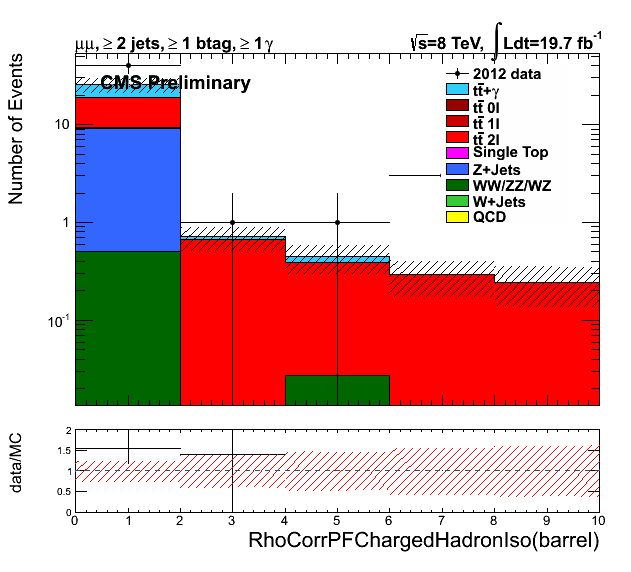 μμ, ≥ 2 jets, ≥ 1 btag, ≥ 1 γ
√s=8 TeV, ∫Ldt=19.7 fb⁻¹
CMS Preliminary
Number of Events
10
1
10⁻¹
2012 data
tt̄+γ
tt̄ 0l
tt̄ 1l
tt̄ 2l
Single Top
Z+Jets
WW/ZZ/WZ
W+Jets
QCD
data/MC
2
1.5
1
0.5
0
0 1 2 3 4 5 6 7 8 9 10
RhoCorrPFChargedHadronIso(barrel)